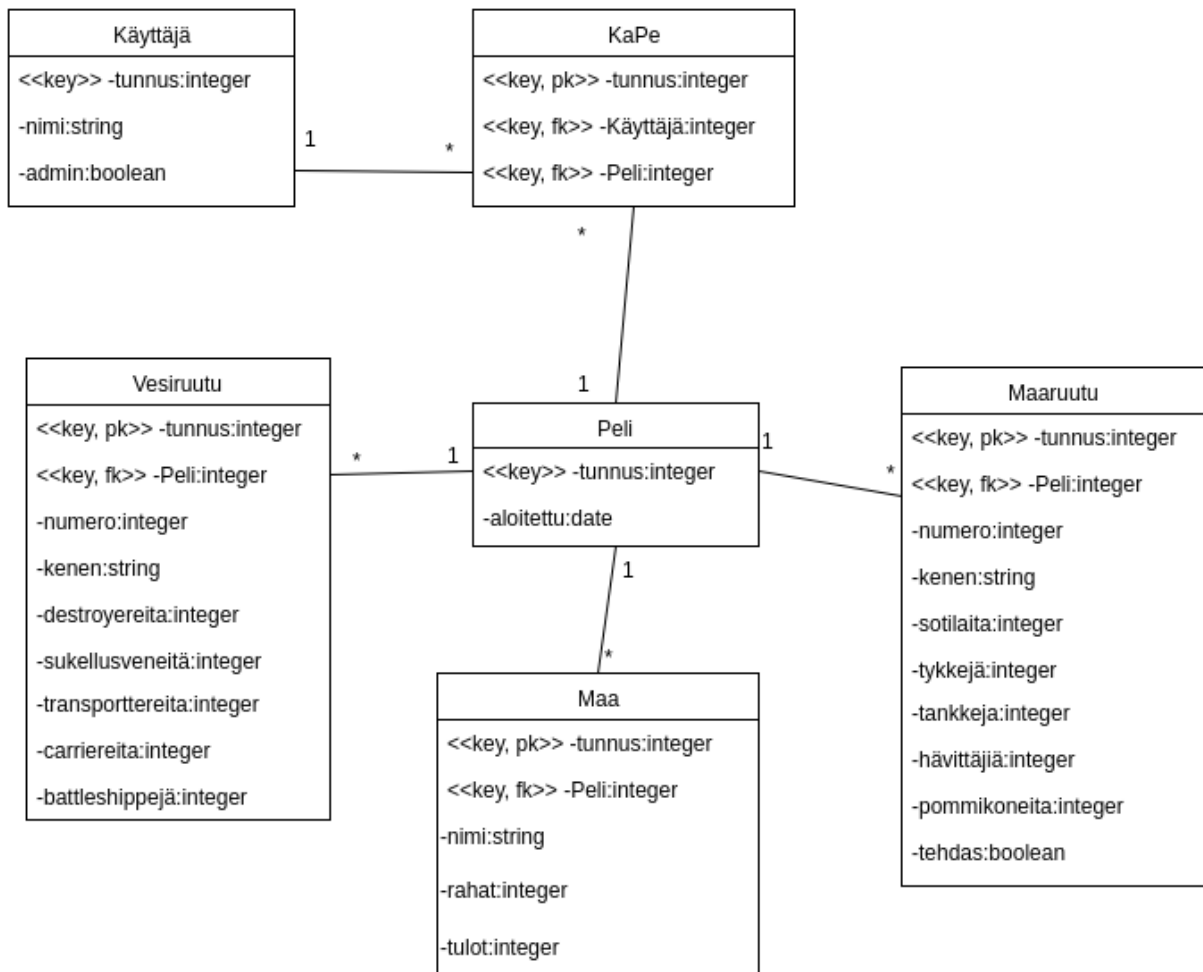 Käyttäjä
<<key>> -tunnus:integer
-nimi:string
-admin:boolean
1
*
KaPe
<<key, pk>> -tunnus:integer
<<key, fk>> -Käyttäjä:integer
<<key, fk>> -Peli:integer
*
1
Vesiruutu
<<key, pk>> -tunnus:integer
<<key, fk>> -Peli:integer
-numero:integer
-kenen:string
-destroyereita:integer
-sukellusveneitä:integer
-transporttereita:integer
-carriereita:integer
-battleshippejä:integer
*
1
Peli
<<key>> -tunnus:integer
-aloitettu:date
1
*
Maaruutu
<<key, pk>> -tunnus:integer
<<key, fk>> -Peli:integer
-numero:integer
-kenen:string
-sotilaita:integer
-tykkejä:integer
-tankkeja:integer
-hävittäjiä:integer
-pommikoneita:integer
-tehdas:boolean
1
*
Maa
<<key, pk>> -tunnus:integer
<<key, fk>> -Peli:integer
-nimi:string
-rahat:integer
-tulot:integer